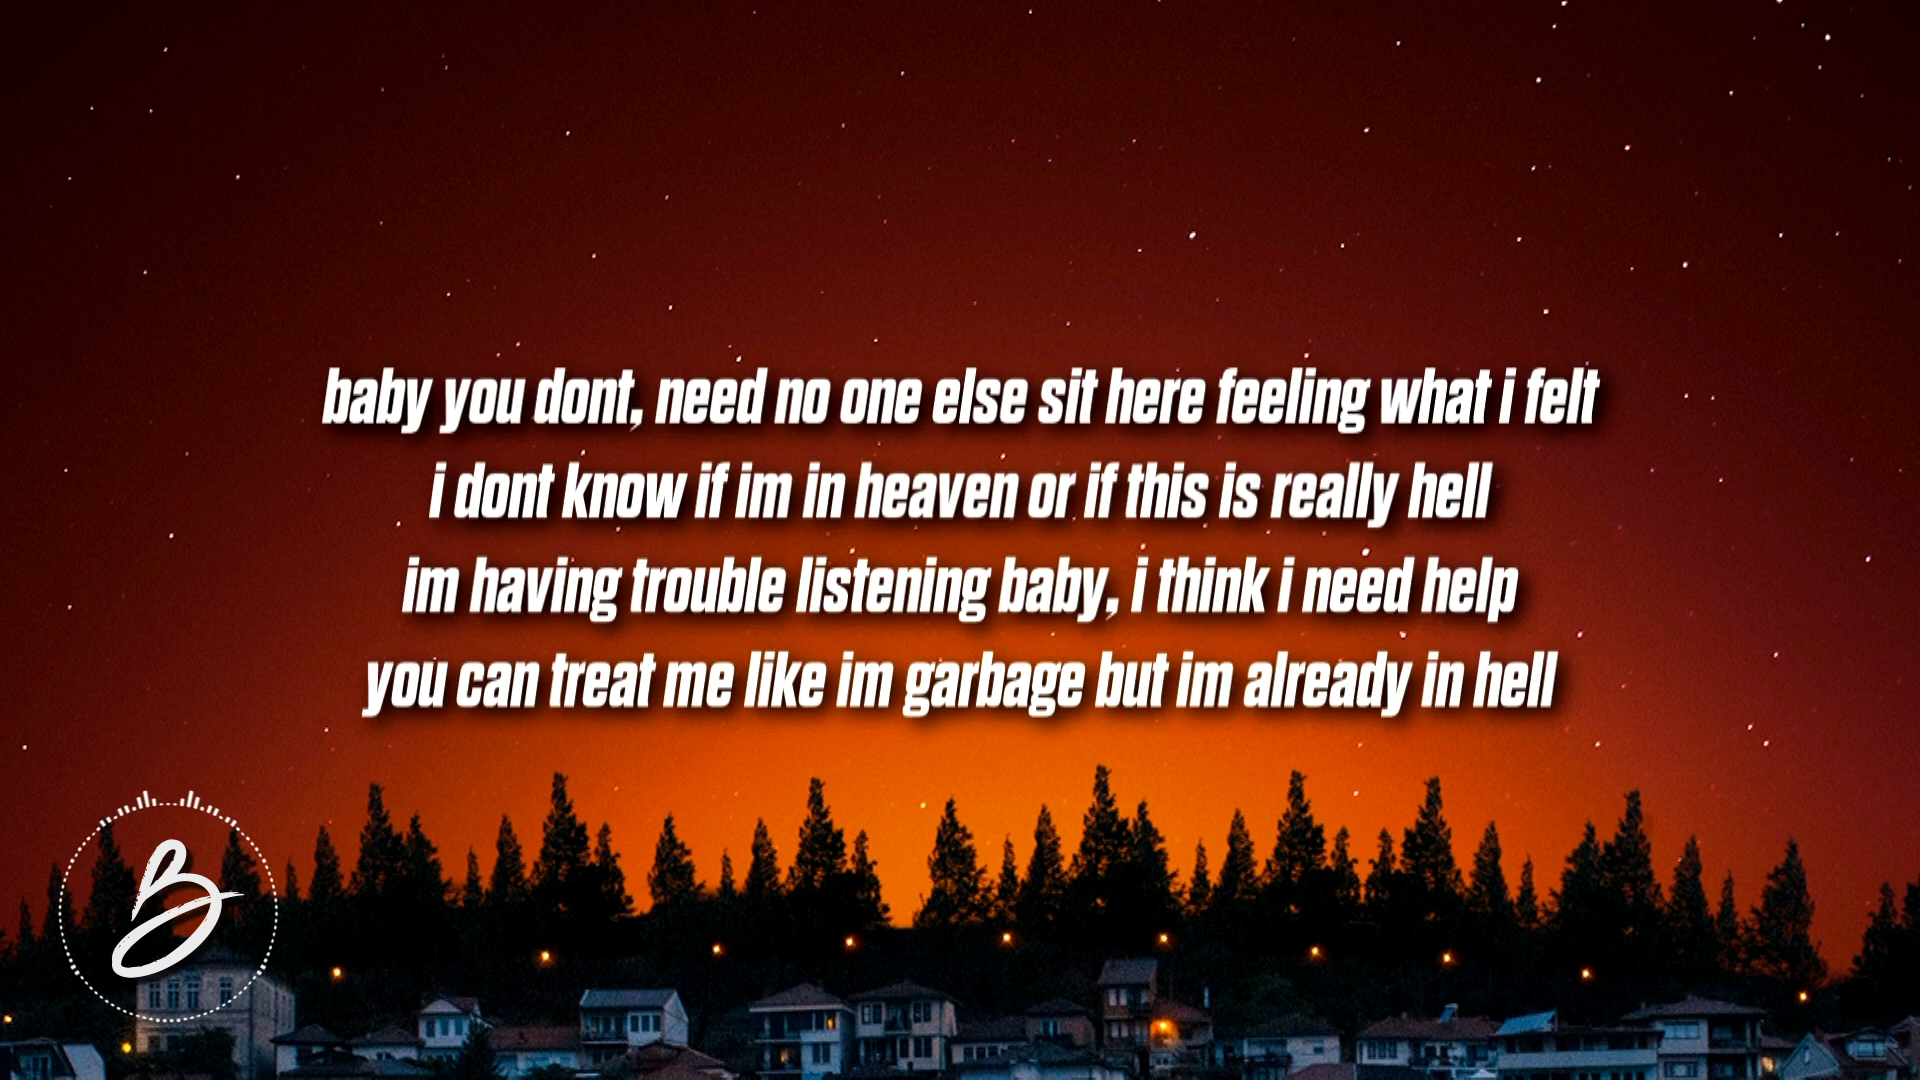 baby you dont, need no one else sit here feeling what i felt
i dont know if im in heaven or if this is really hell
im having trouble listening baby, i think i need help
you can treat me like im garbage but im already in hell
B